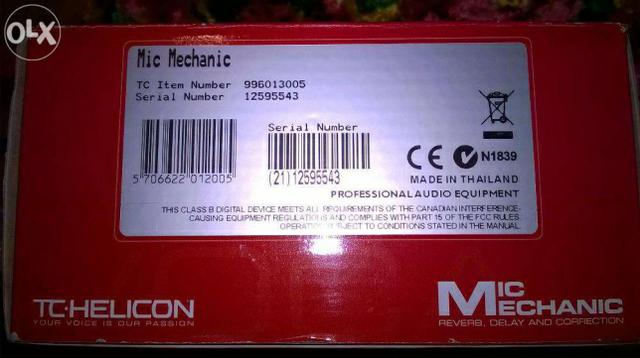 OLX
Mic Mechanic
TC Item Number 996013005
Serial Number 12595543
Serial Number
5 706622 012005
(21)12595543
N1839
MADE IN THAILAND
PROFESSIONAL AUDIO EQUIPMENT
THIS CLASS B DIGITAL DEVICE MEETS ALL REQUIREMENTS OF THE CANADIAN INTERFERENCE-
CAUSING EQUIPMENT REGULATIONS AND COMPLIES WITH PART 15 OF THE FCC RULES.
TO CONDITIONS STATED IN THE MANUAL.
TC·HELICON
YOUR VOICE IS OUR PASSION
MIC MECHANIC
REVERB, DELAY AND CORRECTION